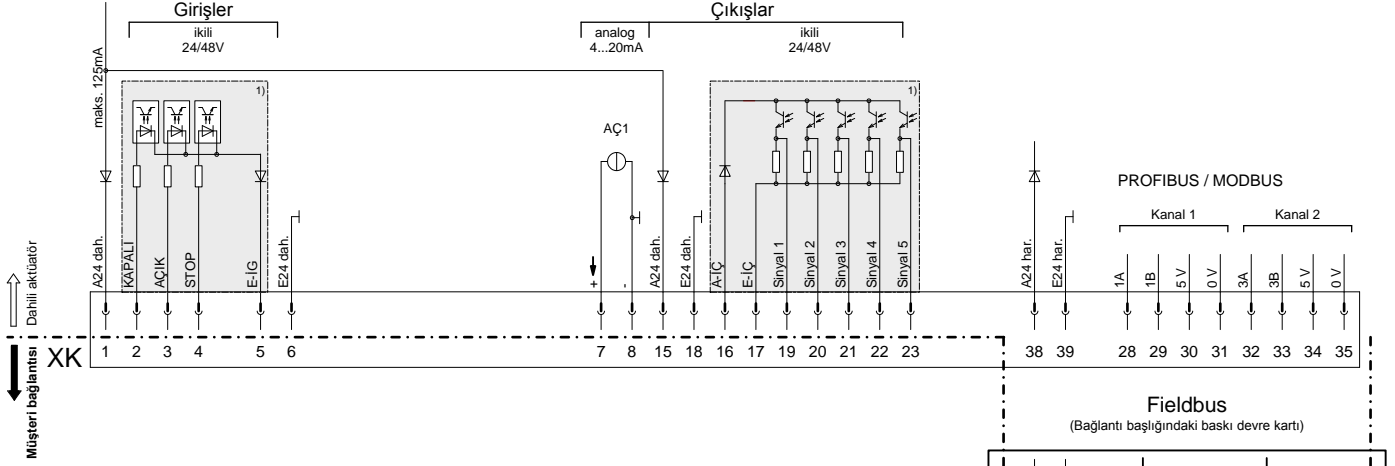 Girişler
Çıkışlar
ikili
24/48V
analog
4...20mA
ikili
24/48V
maks. 125mA
1)
1)
AÇ1
PROFIBUS / MODBUS
Kanal 1
Kanal 2
A24 dah.
KAPALI
AÇIK
STOP
E-İG
E24 dah.
+
-
A24 dah.
E24 dah.
A-İÇ
E-İÇ
Sinyal 1
Sinyal 2
Sinyal 3
Sinyal 4
Sinyal 5
A24 har.
E24 har.
1A
1B
5 V
0 V
3A
3B
5 V
0 V
Dahili aktüatör
Müşteri bağlantısı
XK 1 2 3 4 5 6 7 8 15 18 16 17 19 20 21 22 23 38 39 28 29 30 31 32 33 34 35
Fieldbus
(Bağlantı başlığındaki baskı devre kartı)